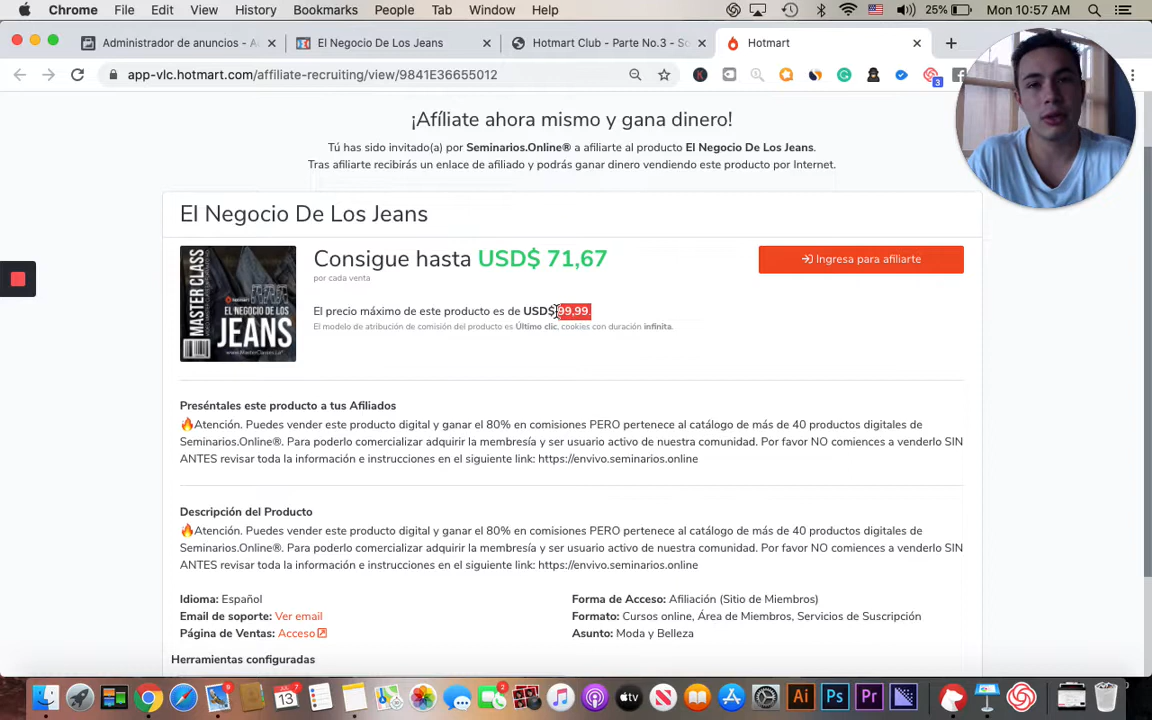 Chrome File Edit View History Bookmarks People Tab Window Help 25% Mon 10:57 AM
Administrador de anuncios - A El Negocio De Los Jeans Hotmart Club - Parte No.3 - So Hotmart
app-vlc.hotmart.com/affiliate-recruiting/view/9841E36655012
3
¡Afíliate ahora mismo y gana dinero!
Tú has sido invitado(a) por Seminarios.Online® a afiliarte al producto El Negocio De Los Jeans.
Tras afiliarte recibirás un enlace de afiliado y podrás ganar dinero vendiendo este producto por Internet.
El Negocio De Los Jeans
MASTER CLASS
EL NEGOCIO DE LOS
JEANS
Consigue hasta USD$ 71,67
por cada venta
Ingresa para afiliarte
El precio máximo de este producto es de USD$ 99,99.
El modelo de atribución de comisión del producto es Último clic, cookies con duración infinita.
Preséntales este producto a tus Afiliados
🔥Atención. Puedes vender este producto digital y ganar el 80% en comisiones PERO pertenece al catálogo de más de 40 productos digitales de
Seminarios.Online®. Para poderlo comercializar adquirir la membresía y ser usuario activo de nuestra comunidad. Por favor NO comiences a venderlo SIN
ANTES revisar toda la información e instrucciones en el siguiente link: https://envivo.seminarios.online
Descripción del Producto
🔥Atención. Puedes vender este producto digital y ganar el 80% en comisiones PERO pertenece al catálogo de más de 40 productos digitales de
Seminarios.Online®. Para poderlo comercializar adquirir la membresía y ser usuario activo de nuestra comunidad. Por favor NO comiences a venderlo SIN
ANTES revisar toda la información e instrucciones en el siguiente link: https://envivo.seminarios.online
Idioma: Español
Forma de Acceso: Afiliación (Sitio de Miembros)
Email de soporte: Ver email
Formato: Cursos online, Área de Miembros, Servicios de Suscripción
Página de Ventas: Acceso
Asunto: Moda y Belleza
Herramientas configuradas
13 tv Ai Ps Pr